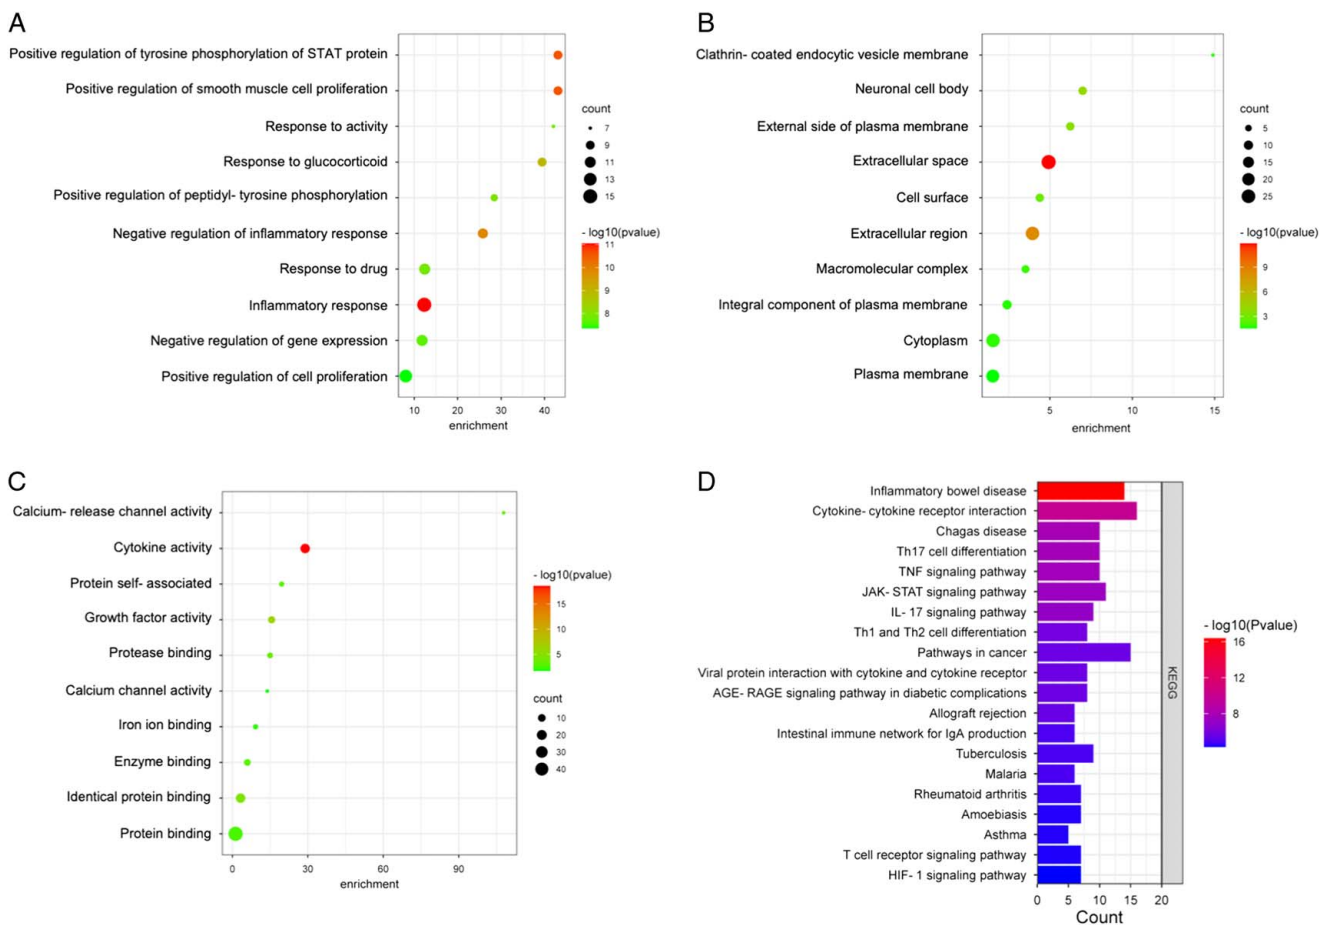 A
Positive regulation of tyrosine phosphorylation of STAT protein
Positive regulation of smooth muscle cell proliferation
Response to activity
Response to glucocorticoid
Positive regulation of peptidyl- tyrosine phosphorylation
Negative regulation of inflammatory response
Response to drug
Inflammatory response
Negative regulation of gene expression
Positive regulation of cell proliferation
10 20 30 40
enrichment
count
7
9
11
13
15
- log10(pvalue)
11
10
9
8
B
Clathrin- coated endocytic vesicle membrane
Neuronal cell body
External side of plasma membrane
Extracellular space
Cell surface
Extracellular region
Macromolecular complex
Integral component of plasma membrane
Cytoplasm
Plasma membrane
5 10 15
enrichment
count
5
10
15
20
25
- log10(pvalue)
9
6
3
C
Calcium- release channel activity
Cytokine activity
Protein self- associated
Growth factor activity
Protease binding
Calcium channel activity
Iron ion binding
Enzyme binding
Identical protein binding
Protein binding
0 30 60 90
enrichment
- log10(pvalue)
15
10
5
count
10
20
30
40
D
Inflammatory bowel disease
Cytokine- cytokine receptor interaction
Chagas disease
Th17 cell differentiation
TNF signaling pathway
JAK- STAT signaling pathway
IL- 17 signaling pathway
Th1 and Th2 cell differentiation
Pathways in cancer
Viral protein interaction with cytokine and cytokine receptor
AGE- RAGE signaling pathway in diabetic complications
Allograft rejection
Intestinal immune network for IgA production
Tuberculosis
Malaria
Rheumatoid arthritis
Amoebiasis
Asthma
T cell receptor signaling pathway
HIF- 1 signaling pathway
0 5 10 15 20
Count
KEGG
- log10(Pvalue)
16
12
8